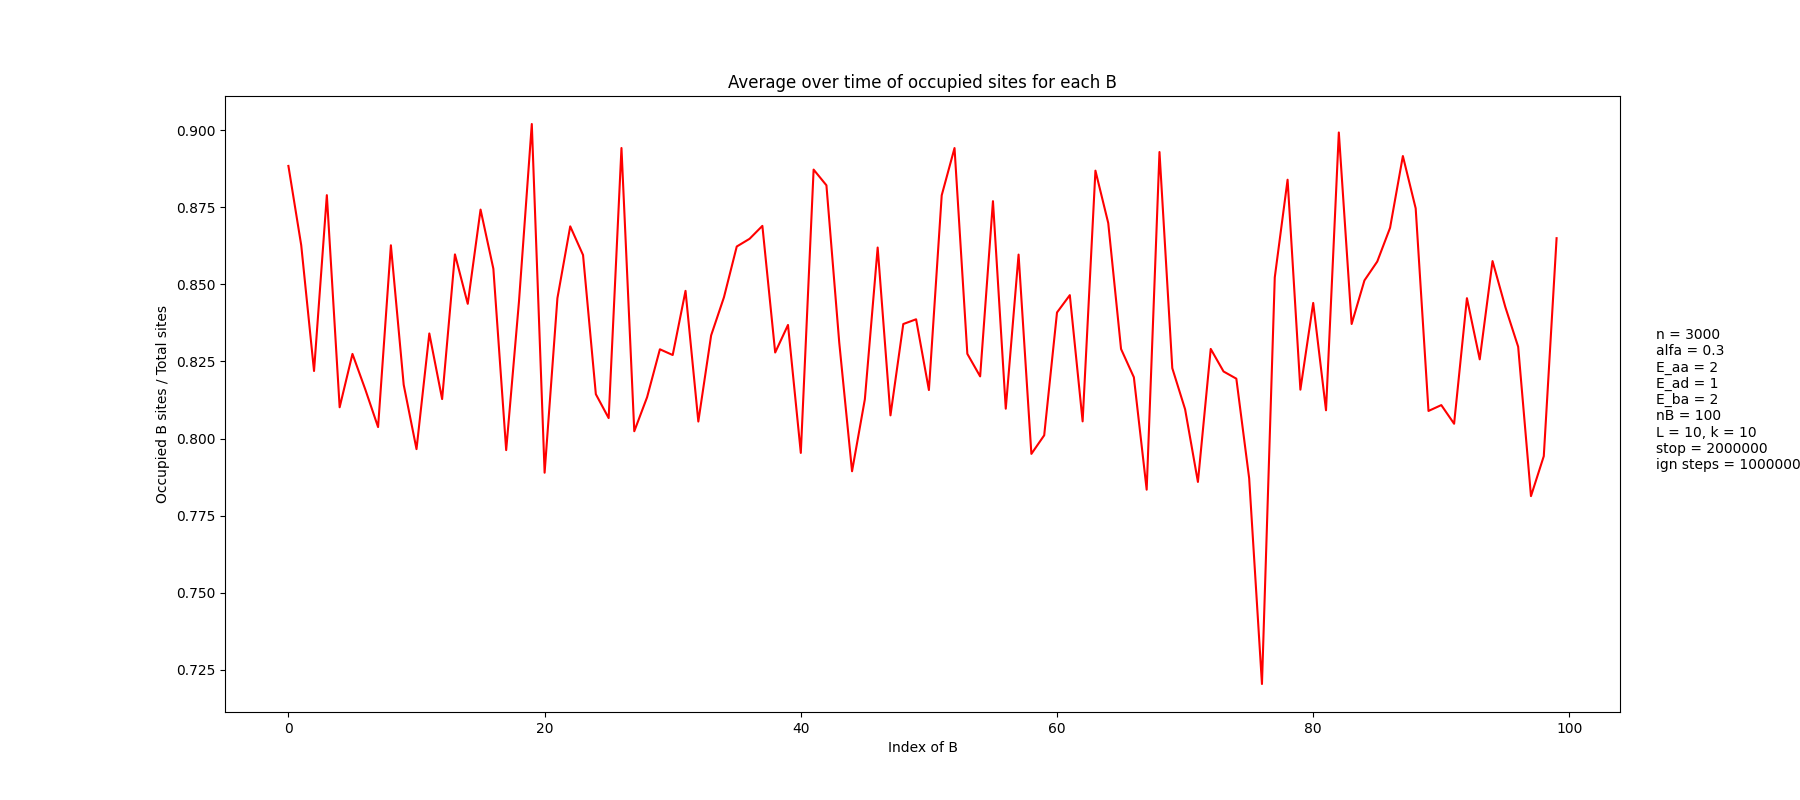 Average over time of occupied sites for each B
Occupied B sites / Total sites
0.900
0.875
0.850
0.825
0.800
0.775
0.750
0.725
0 20 40 60 80 100
Index of B
n = 3000
alfa = 0.3
E_aa = 2
E_ad = 1
E_ba = 2
nB = 100
L = 10, k = 10
stop = 2000000
ign steps = 1000000